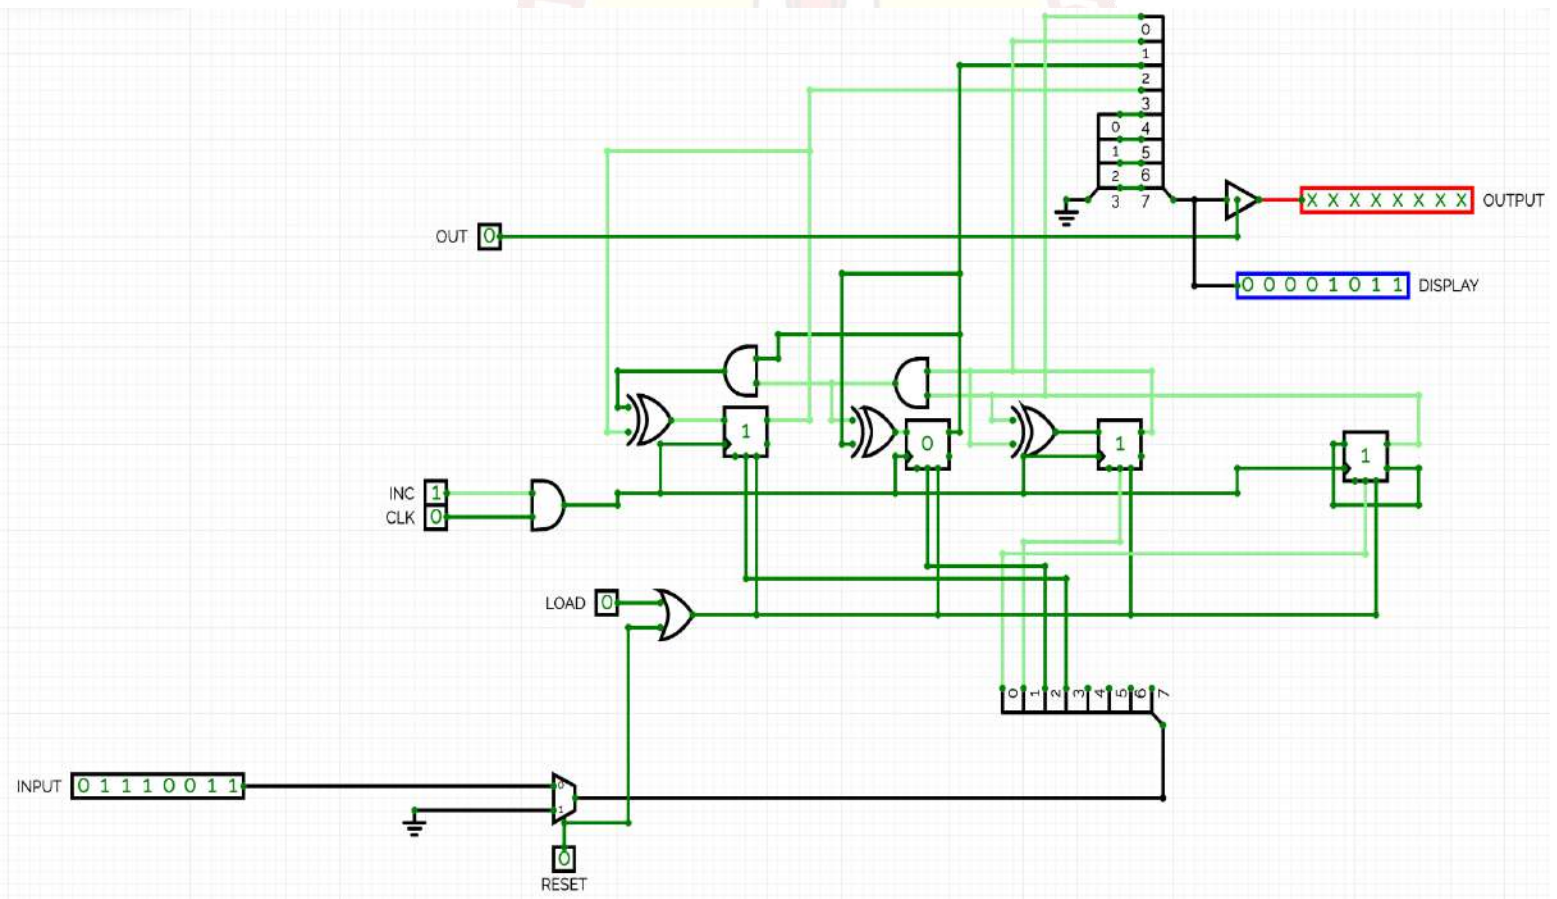 0
1
2
3
0 4
1 5
2 6
3 7
X X X X X X X X OUTPUT
OUT 0
0 0 0 0 1 0 1 1 DISPLAY
1
0
1
1
INC 1
CLK 0
LOAD 0
0 1 2 3 4 5 6 7
INPUT 0 1 1 1 0 0 1 1
0
1
0
RESET